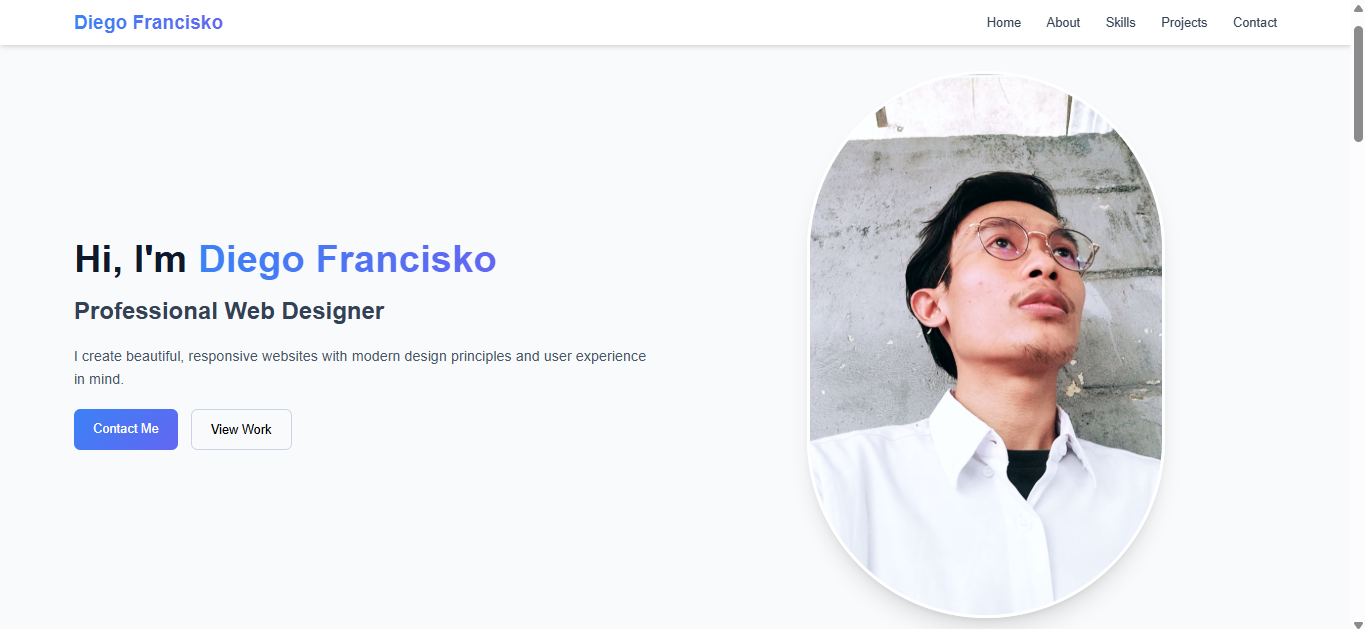 Diego Francisko
Home About Skills Projects Contact
Hi, I'm Diego Francisko
Professional Web Designer
I create beautiful, responsive websites with modern design principles and user experience
in mind.
Contact Me View Work